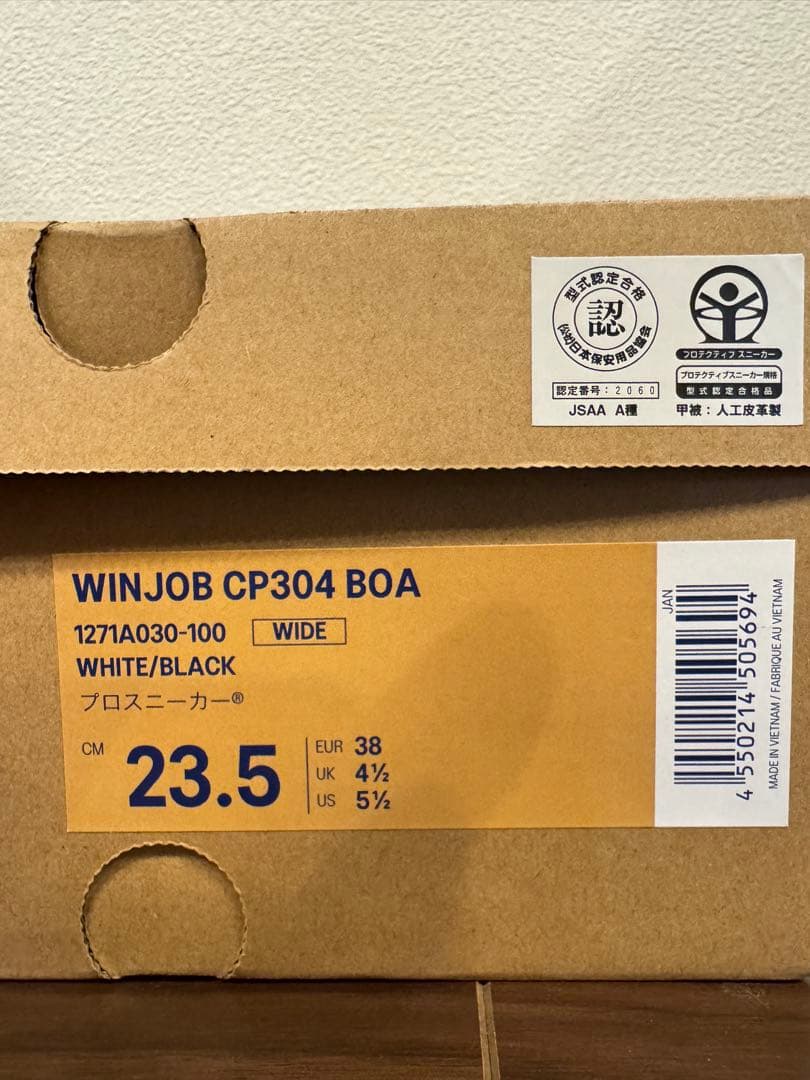 型式認定合格
認
(公社)日本保安用品協会
認定番号：2060
JSAA A種
プロテクティブ スニーカー
プロテクティブスニーカー規格
型式認定合格品
甲被：人工皮革製
WINJOB CP304 BOA
1271A030-100 WIDE
WHITE/BLACK
プロスニーカー®
CM 23.5
EUR 38
UK 4½
US 5½
JAN
4 550214 505694
MADE IN VIETNAM / FABRIQUE AU VIETNAM